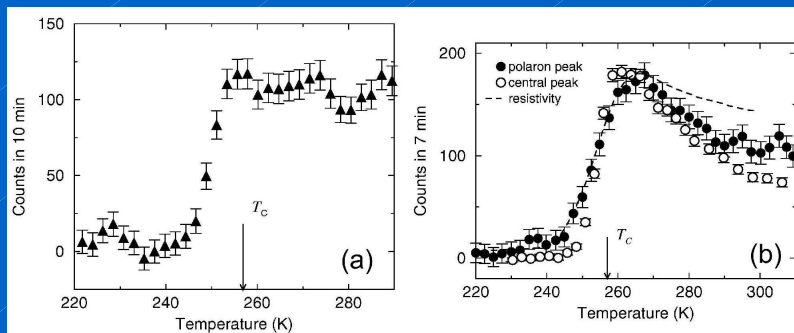 150
100
50
0
Counts in 10 min
T_C
(a)
220 240 260 280
Temperature (K)
200
100
0
Counts in 7 min
polaron peak
central peak
resistivity
T_C
(b)
220 240 260 280 300
Temperature (K)